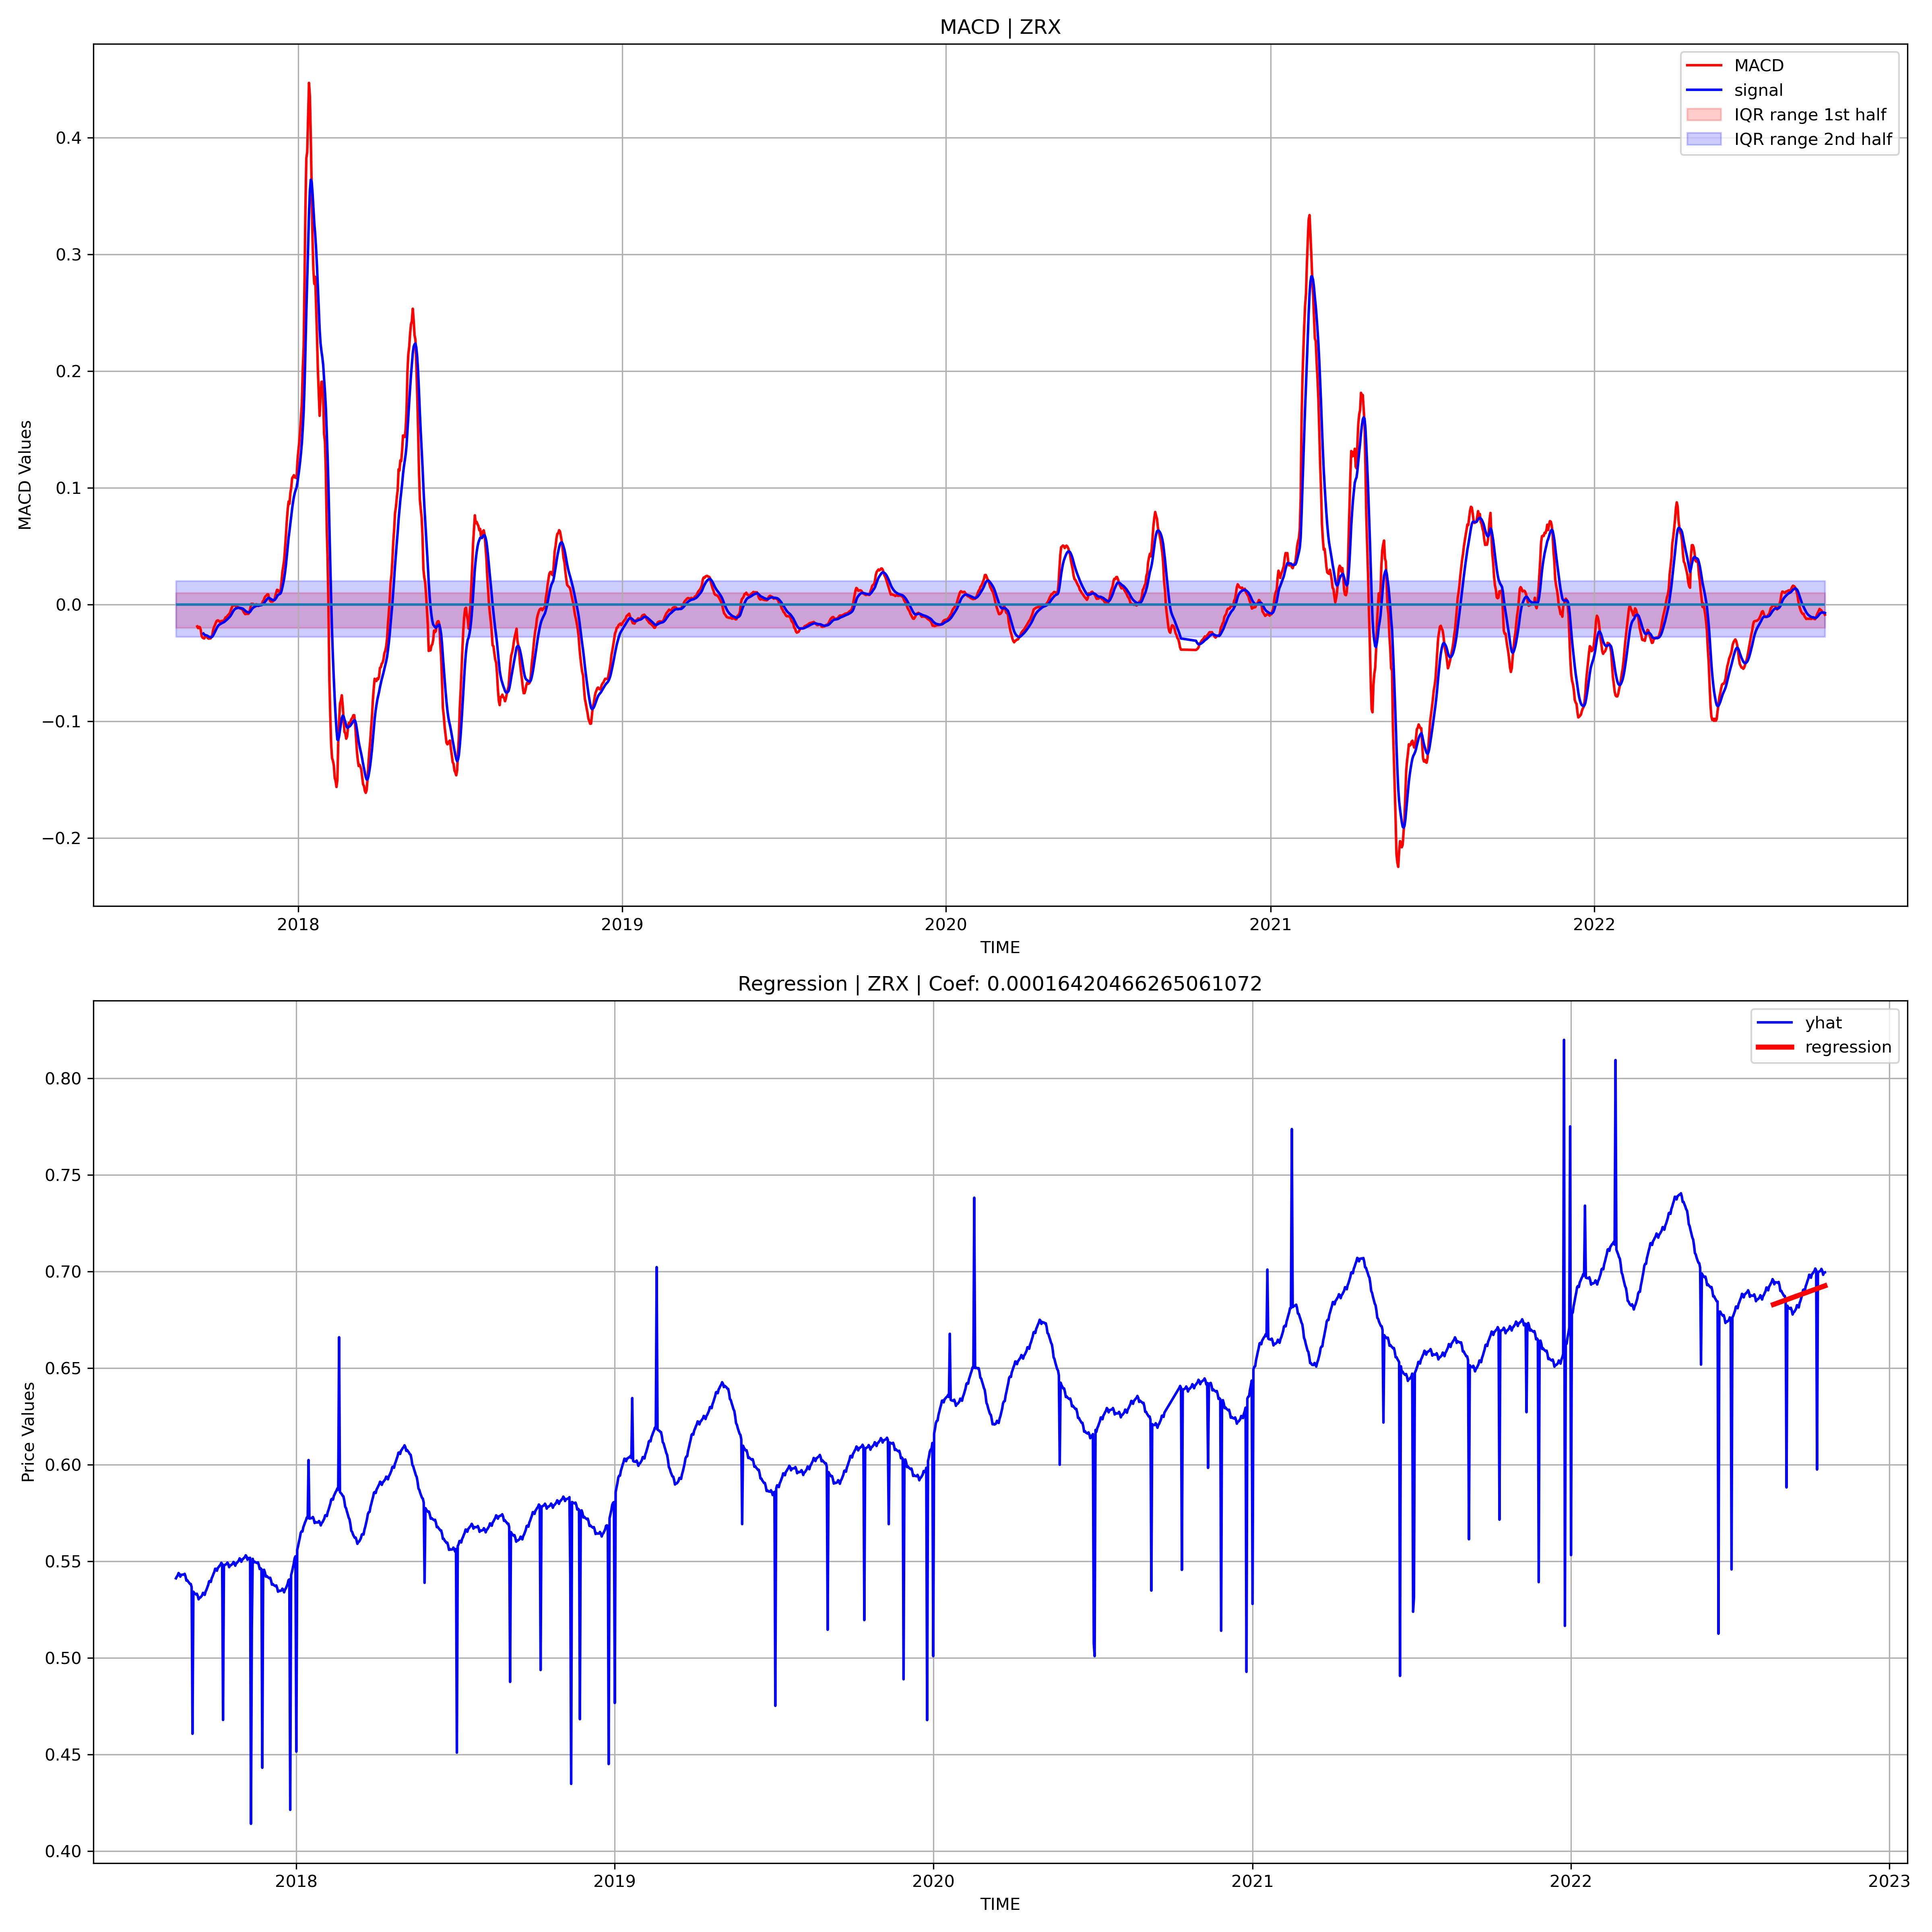 MACD | ZRX
MACD
signal
IQR range 1st half
IQR range 2nd half
0.4
0.3
0.2
0.1
0.0
−0.1
−0.2
MACD Values
2018
2019
2020
2021
2022
TIME
Regression | ZRX | Coef: 0.00016420466265061072
yhat
regression
0.80
0.75
0.70
0.65
0.60
0.55
0.50
0.45
0.40
Price Values
2018
2019
2020
2021
2022
2023
TIME